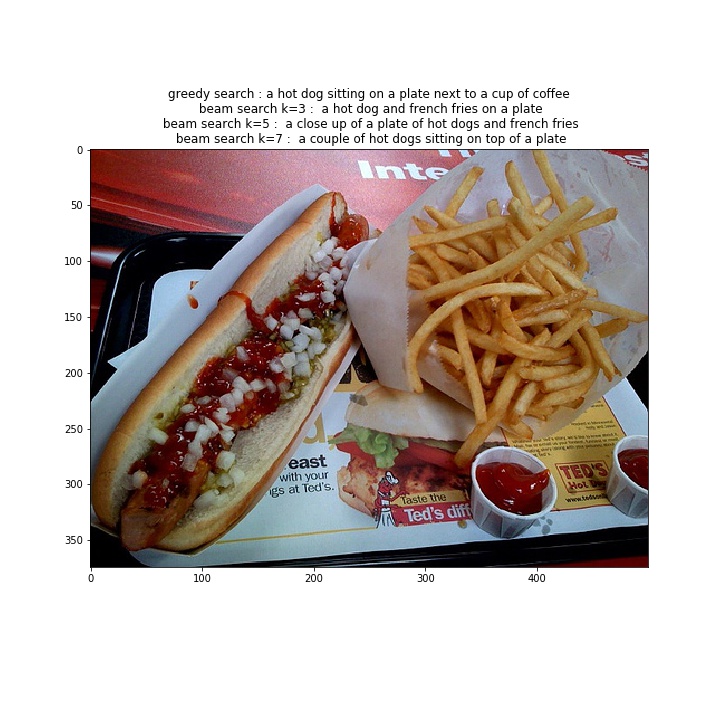 greedy search : a hot dog sitting on a plate next to a cup of coffee
beam search k=3 : a hot dog and french fries on a plate
beam search k=5 : a close up of a plate of hot dogs and french fries
beam search k=7 : a couple of hot dogs sitting on top of a plate
0
50
100
150
200
250
300
350
0
100
200
300
400
Inte
east
with your
gs at Ted's.
Taste the
Ted's diff
TED'S
Hot D